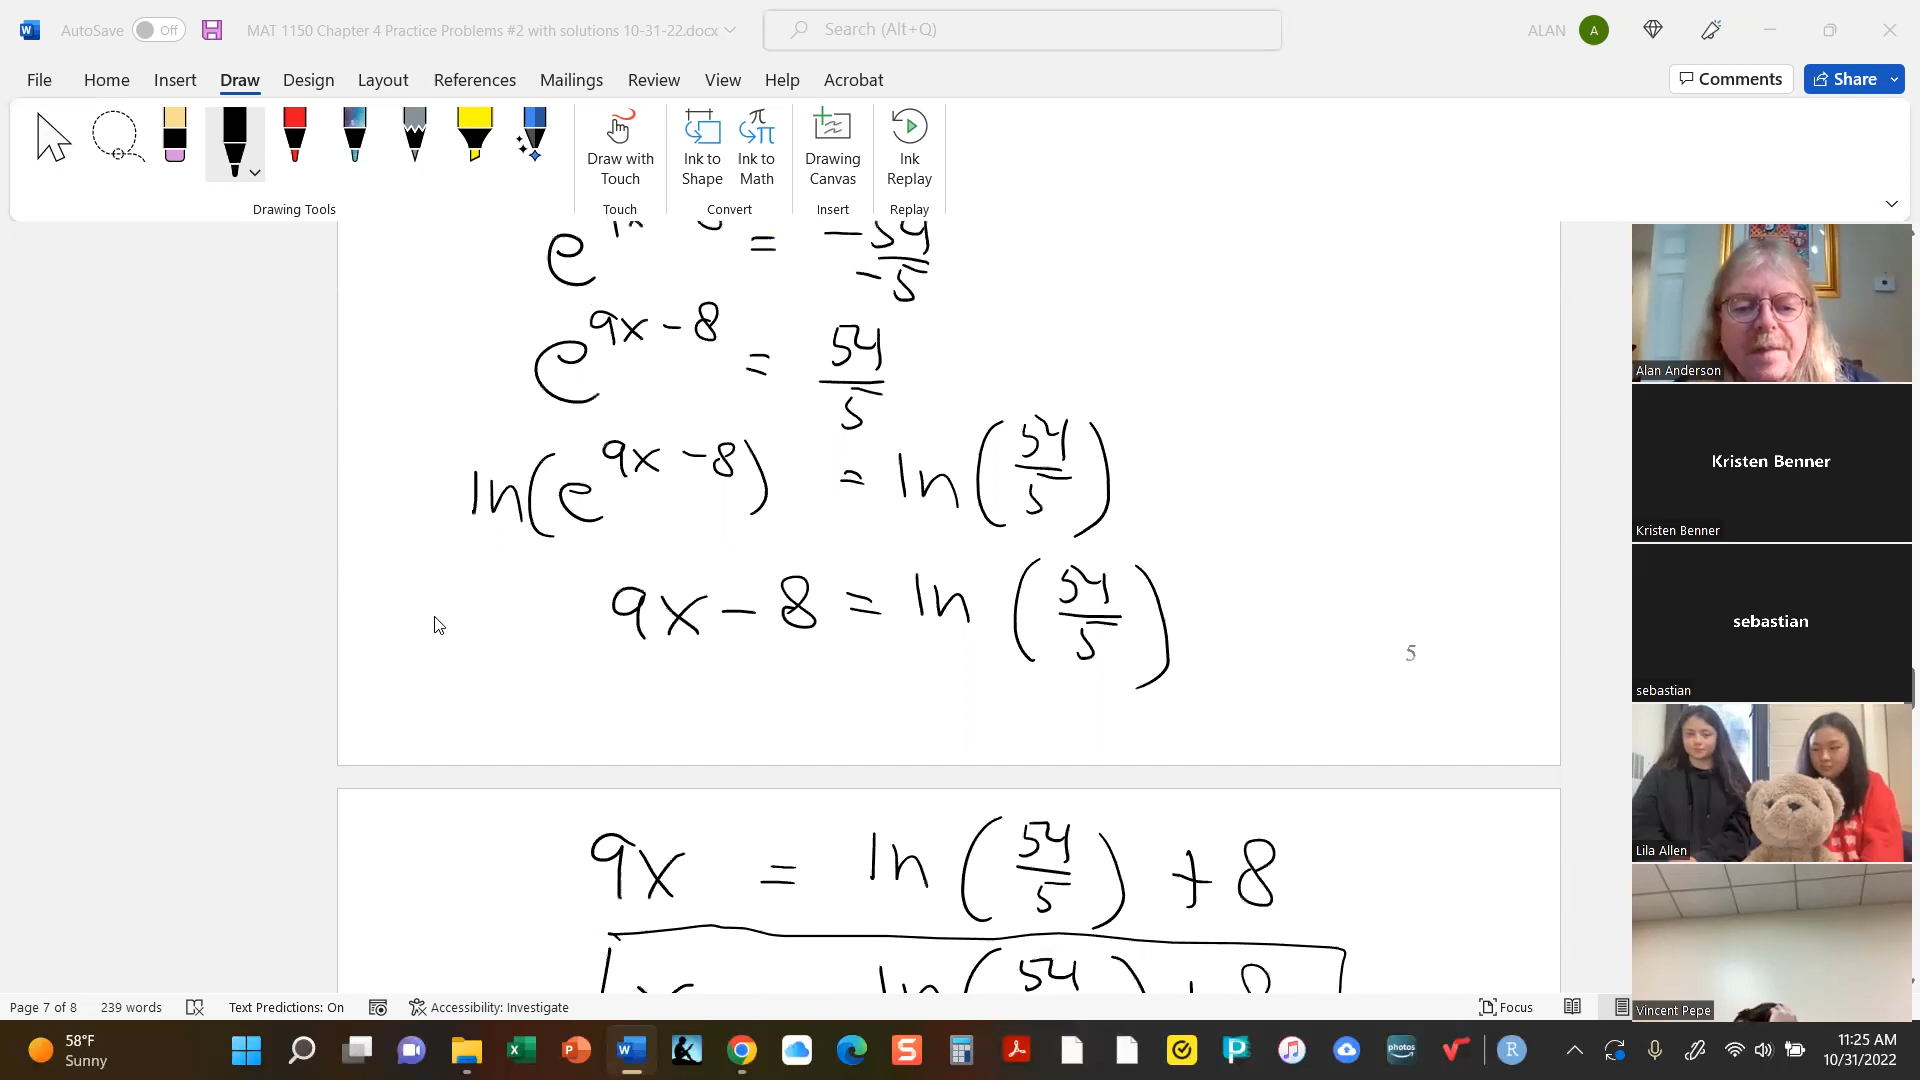 AutoSave Off MAT 1150 Chapter 4 Practice Problems #2 with solutions 10-31-22.docx Search (Alt+Q) ALAN A
File Home Insert Draw Design Layout References Mailings Review View Help Acrobat Comments Share
Draw with Touch
Ink to Shape
Ink to Math
Drawing Canvas
Ink Replay
Drawing Tools Touch Convert Insert Replay
e = -54/-5
e^(9x-8) = 54/5
ln(e^(9x-8)) = ln(54/5)
9x - 8 = ln(54/5)
5
9x = ln(54/5) + 8
Alan Anderson
Kristen Benner
Kristen Benner
sebastian
sebastian
Lila Allen
Vincent Pepe
Page 7 of 8 239 words Text Predictions: On Accessibility: Investigate Focus
58°F
Sunny
photos
R
11:25 AM
10/31/2022